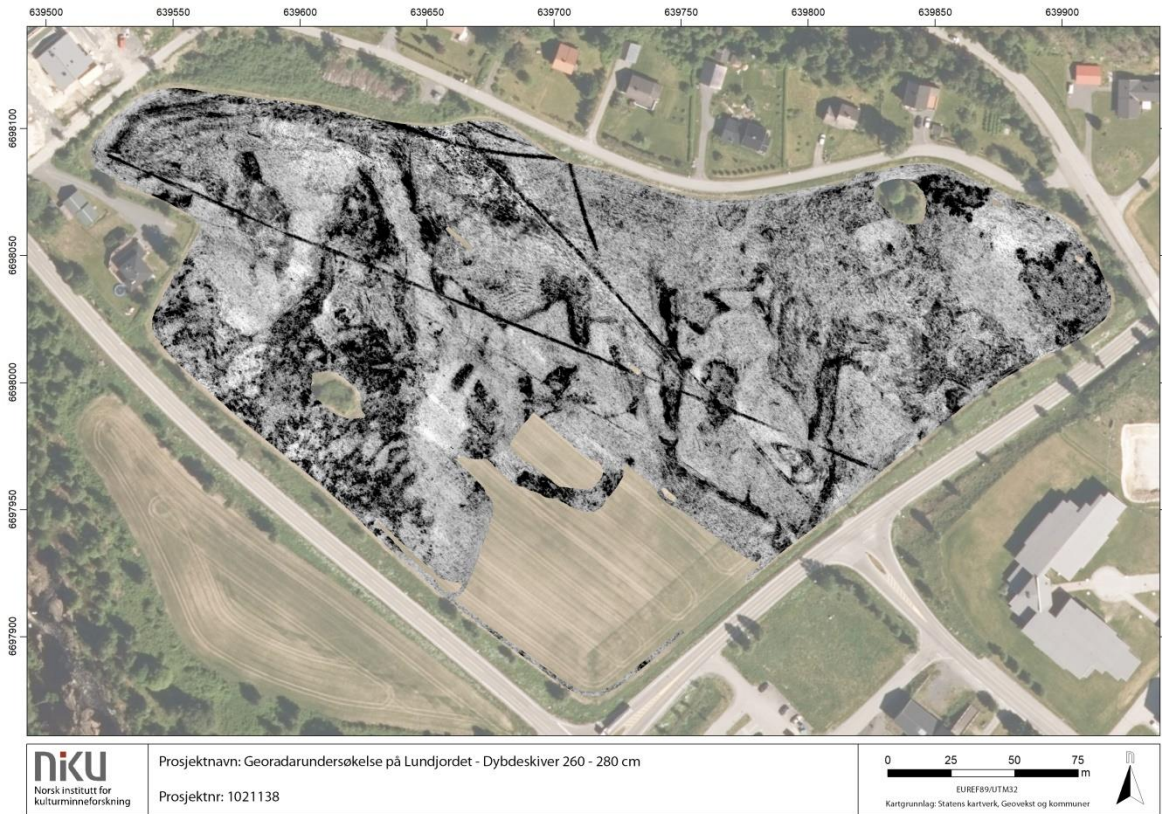 639500 639550 639600 639650 639700 639750 639800 639850 639900
6698100
6698050
6698000
6697950
6697900
niku
Norsk institutt for
kulturminneforskning
Prosjektnavn: Georadarundersøkelse på Lundjordet - Dybdeskiver 260 - 280 cm
Prosjektnr: 1021138
0 25 50 75
m
EUREF89/UTM32
Kartgrunnlag: Statens kartverk, Geovekst og kommuner
n